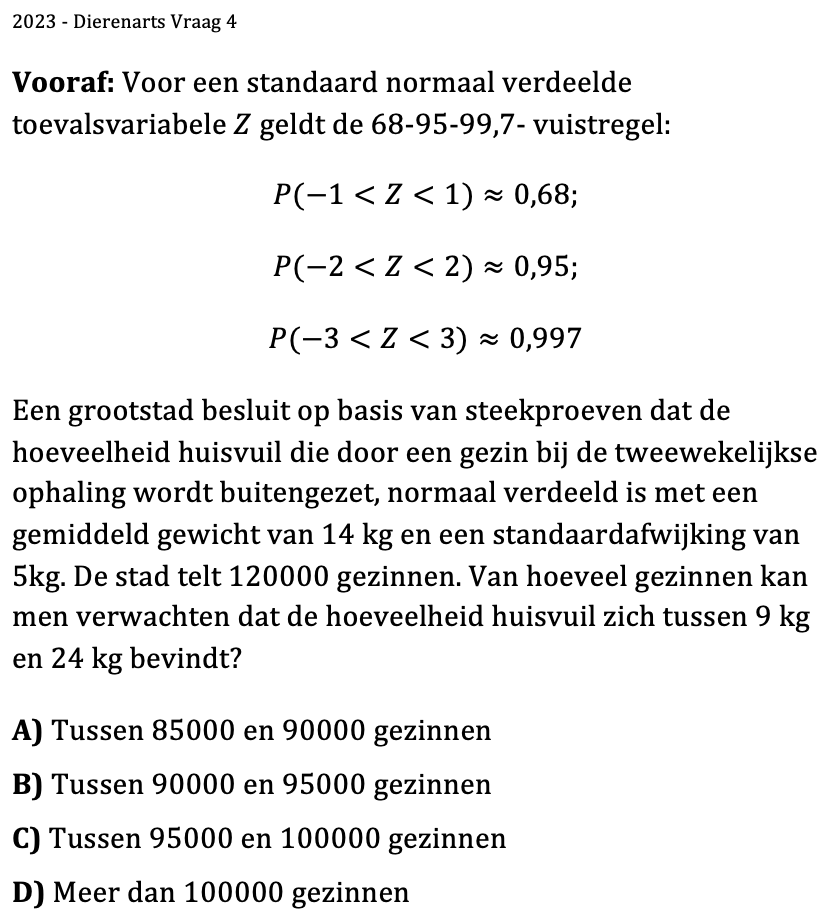 2023 - Dierenarts Vraag 4
Vooraf: Voor een standaard normaal verdeelde
toevalsvariabele Z geldt de 68-95-99,7- vuistregel:
P(−1 < Z < 1) ≈ 0,68;
P(−2 < Z < 2) ≈ 0,95;
P(−3 < Z < 3) ≈ 0,997
Een grootstad besluit op basis van steekproeven dat de
hoeveelheid huisvuil die door een gezin bij de tweewekelijkse
ophaling wordt buitengezet, normaal verdeeld is met een
gemiddeld gewicht van 14 kg en een standaardafwijking van
5kg. De stad telt 120000 gezinnen. Van hoeveel gezinnen kan
men verwachten dat de hoeveelheid huisvuil zich tussen 9 kg
en 24 kg bevindt?
A) Tussen 85000 en 90000 gezinnen
B) Tussen 90000 en 95000 gezinnen
C) Tussen 95000 en 100000 gezinnen
D) Meer dan 100000 gezinnen